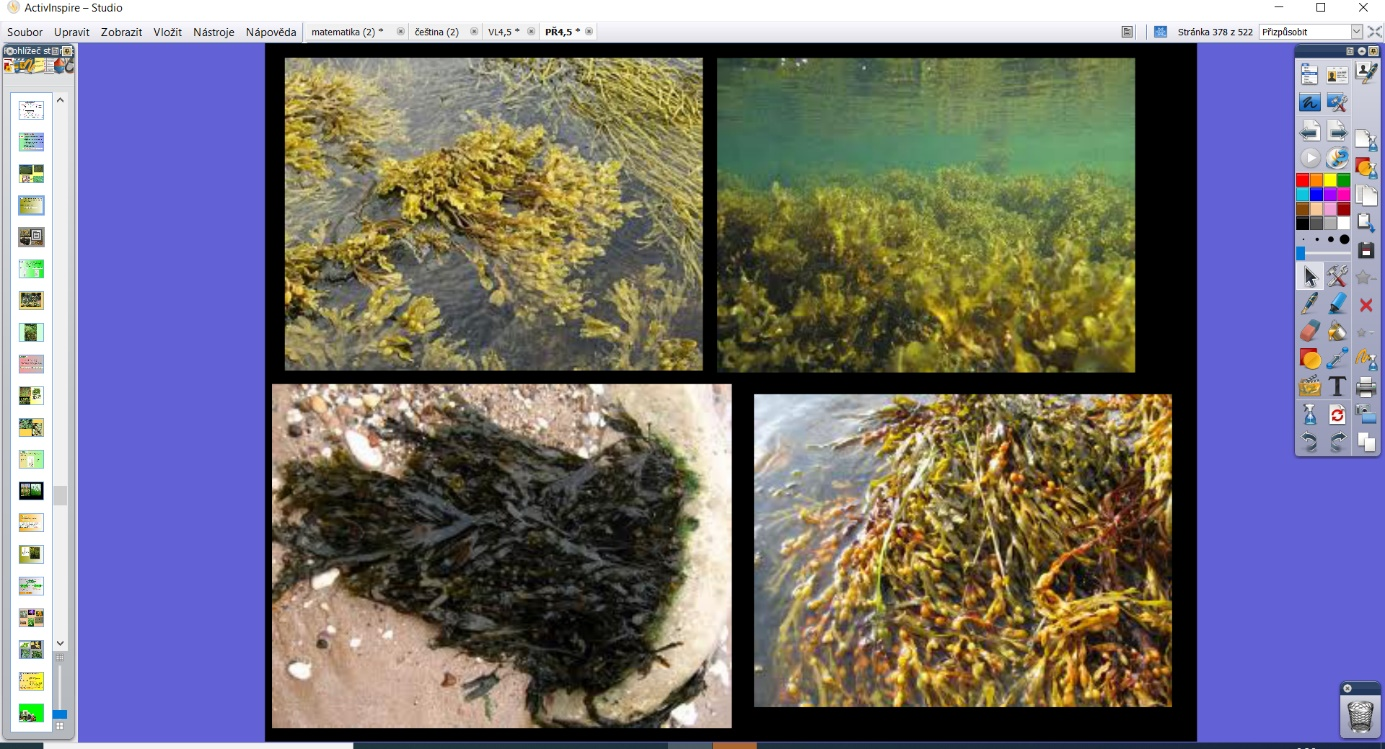 ActivInspire – Studio
Soubor Upravit Zobrazit Vložit Nástroje Nápověda
matematika (2) * čeština (2) VL4,5 * PŘ4,5 *
Stránka 378 z 522 Přizpůsobit
T